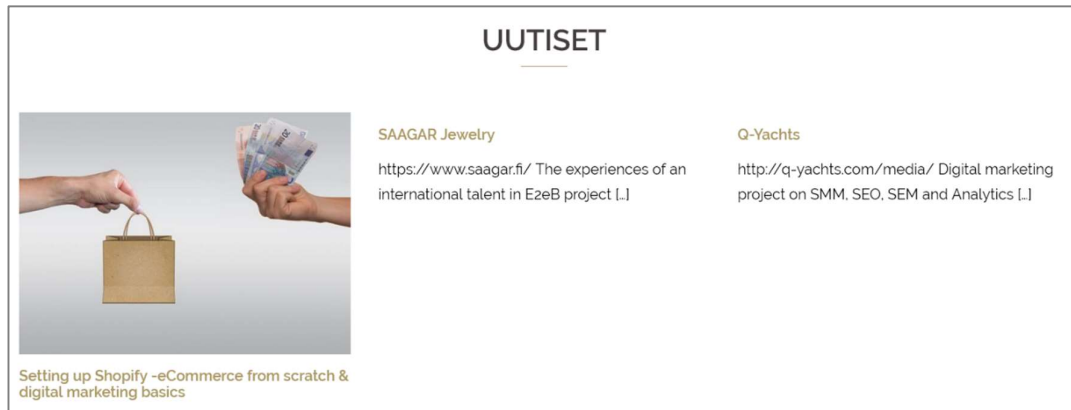 UUTISET
SAAGAR Jewelry
https://www.saagar.fi/ The experiences of an
international talent in E2eB project [...]
Q-Yachts
http://q-yachts.com/media/ Digital marketing
project on SMM, SEO, SEM and Analytics [...]
Setting up Shopify -eCommerce from scratch &
digital marketing basics